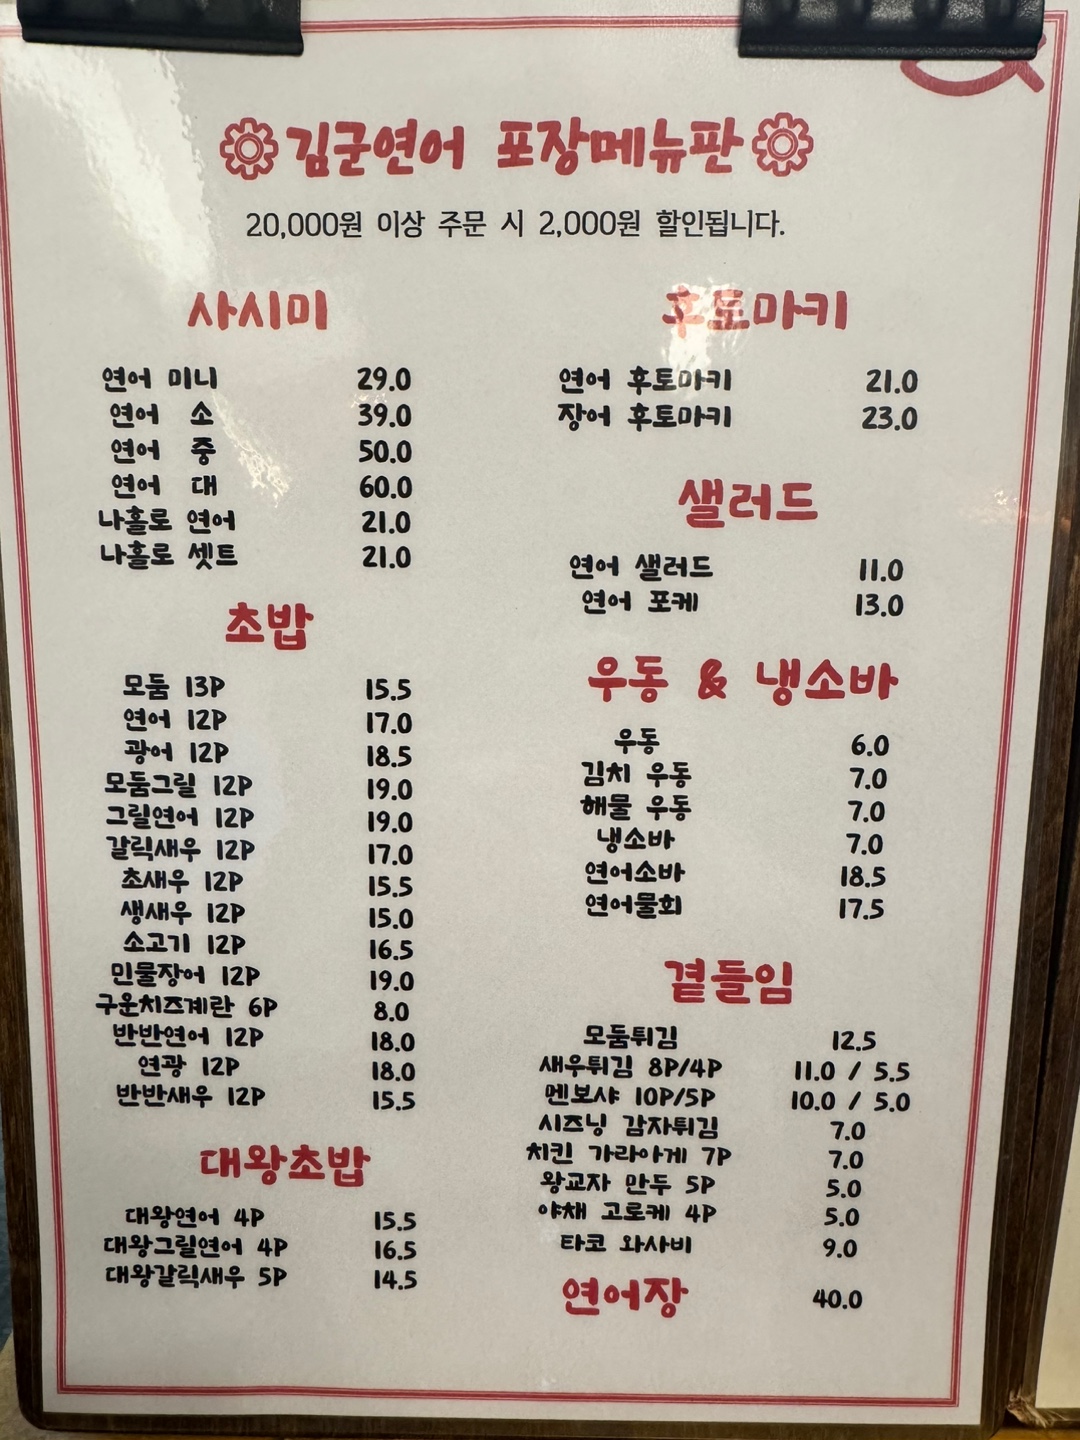 김군연어 포장메뉴판
20,000원 이상 주문 시 2,000원 할인됩니다.
사시미
연어 미니 29.0
연어 소 39.0
연어 중 50.0
연어 대 60.0
나홀로 연어 21.0
나홀로 셋트 21.0
초밥
모둠 13P 15.5
연어 12P 17.0
광어 12P 18.5
모둠그릴 12P 19.0
그릴연어 12P 19.0
갈릭새우 12P 17.0
초새우 12P 15.5
생새우 12P 15.0
소고기 12P 16.5
민물장어 12P 19.0
구운치즈계란 6P 8.0
반반연어 12P 18.0
연광 12P 18.0
반반새우 12P 15.5
대왕초밥
대왕연어 4P 15.5
대왕그릴연어 4P 16.5
대왕갈릭새우 5P 14.5
후토마키
연어 후토마키 21.0
장어 후토마키 23.0
샐러드
연어 샐러드 11.0
연어 포케 13.0
우동 & 냉소바
우동 6.0
김치 우동 7.0
해물 우동 7.0
냉소바 7.0
연어소바 18.5
연어물회 17.5
곁들임
모둠튀김 12.5
새우튀김 8P/4P 11.0 / 5.5
멘보샤 10P/5P 10.0 / 5.0
시즈닝 감자튀김 7.0
치킨 가라아게 7P 7.0
왕교자 만두 5P 5.0
야채 고로케 4P 5.0
타코 와사비 9.0
연어장 40.0